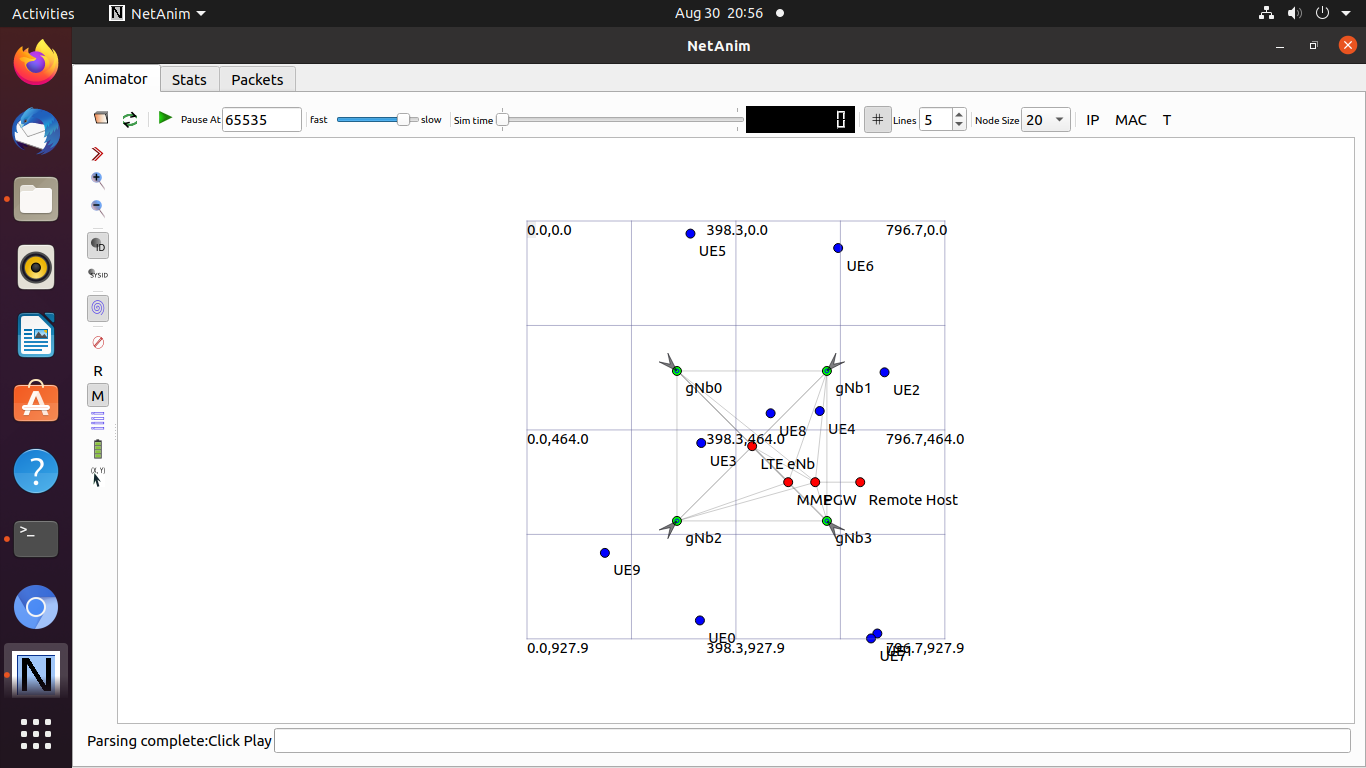 Activities NetAnim Aug 30 20:56
NetAnim
Animator Stats Packets
Pause At 65535 fast slow Sim time 0 # Lines 5 Node Size 20 IP MAC T
ID
SYSID
R
M
(X, Y)
0.0,0.0 398.3,0.0 796.7,0.0
UE5
UE6
gNb0 gNb1 UE2
UE8 UE4
0.0,464.0 398.3,464.0 796.7,464.0
UE3 LTE eNb
MME PGW Remote Host
gNb2 gNb3
UE9
UE0
0.0,927.9 398.3,927.9 796.7,927.9
UE7
Parsing complete:Click Play